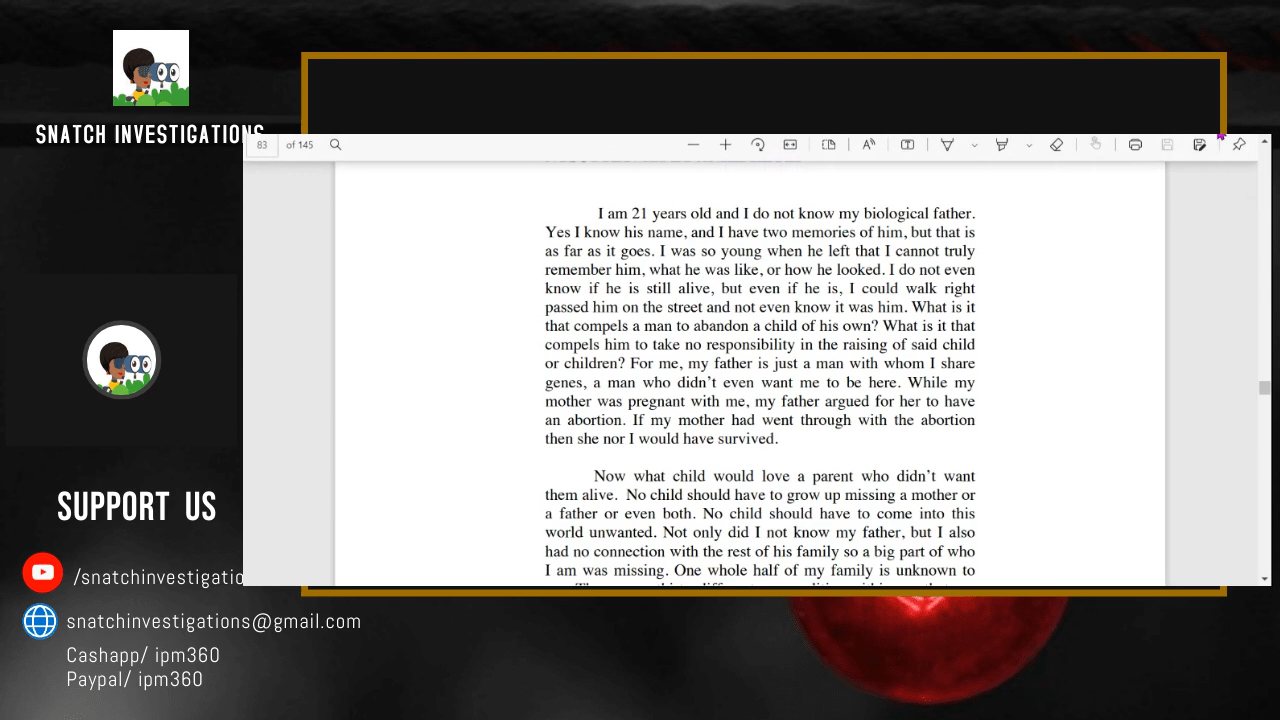 SNATCH INVESTIGATIONS
83 of 145
I am 21 years old and I do not know my biological father.
Yes I know his name, and I have two memories of him, but that is
as far as it goes. I was so young when he left that I cannot truly
remember him, what he was like, or how he looked. I do not even
know if he is still alive, but even if he is, I could walk right
passed him on the street and not even know it was him. What is it
that compels a man to abandon a child of his own? What is it that
compels him to take no responsibility in the raising of said child
or children? For me, my father is just a man with whom I share
genes, a man who didn't even want me to be here. While my
mother was pregnant with me, my father argued for her to have
an abortion. If my mother had went through with the abortion
then she nor I would have survived.
Now what child would love a parent who didn't want
them alive. No child should have to grow up missing a mother or
a father or even both. No child should have to come into this
world unwanted. Not only did I not know my father, but I also
had no connection with the rest of his family so a big part of who
I am was missing. One whole half of my family is unknown to
SUPPORT US
/snatchinvestigatio
snatchinvestigations@gmail.com
Cashapp/ ipm360
Paypal/ ipm360